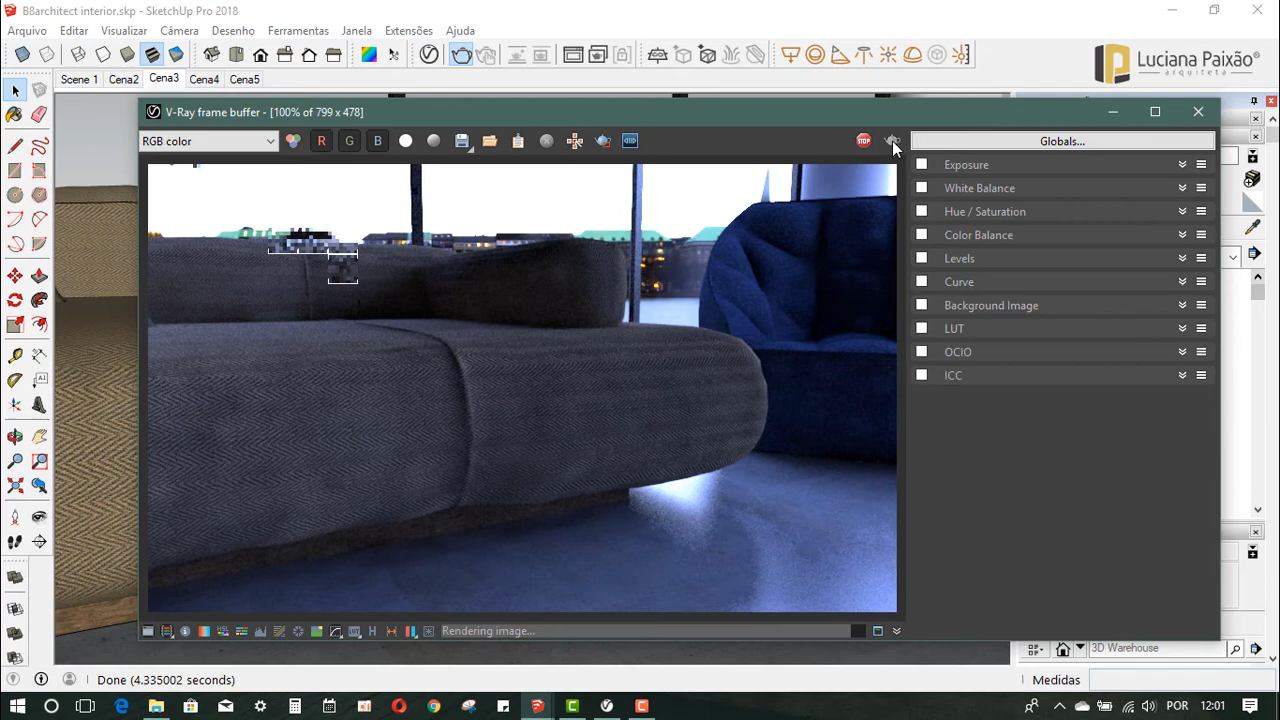 B8architect interior.skp - SketchUp Pro 2018
Arquivo Editar Visualizar Câmera Desenho Ferramentas Janela Extensões Ajuda
Luciana Paixão
arquiteta
Scene 1 Cena2 Cena3 Cena4 Cena5
V-Ray frame buffer - [100% of 799 x 478]
RGB color R G B STOP Globals...
Exposure
White Balance
Hue / Saturation
Color Balance
Levels
Curve
Background Image
LUT
OCIO
ICC
HSL H Rendering image...
3D Warehouse
Done (4.335002 seconds) Medidas
POR 12:01